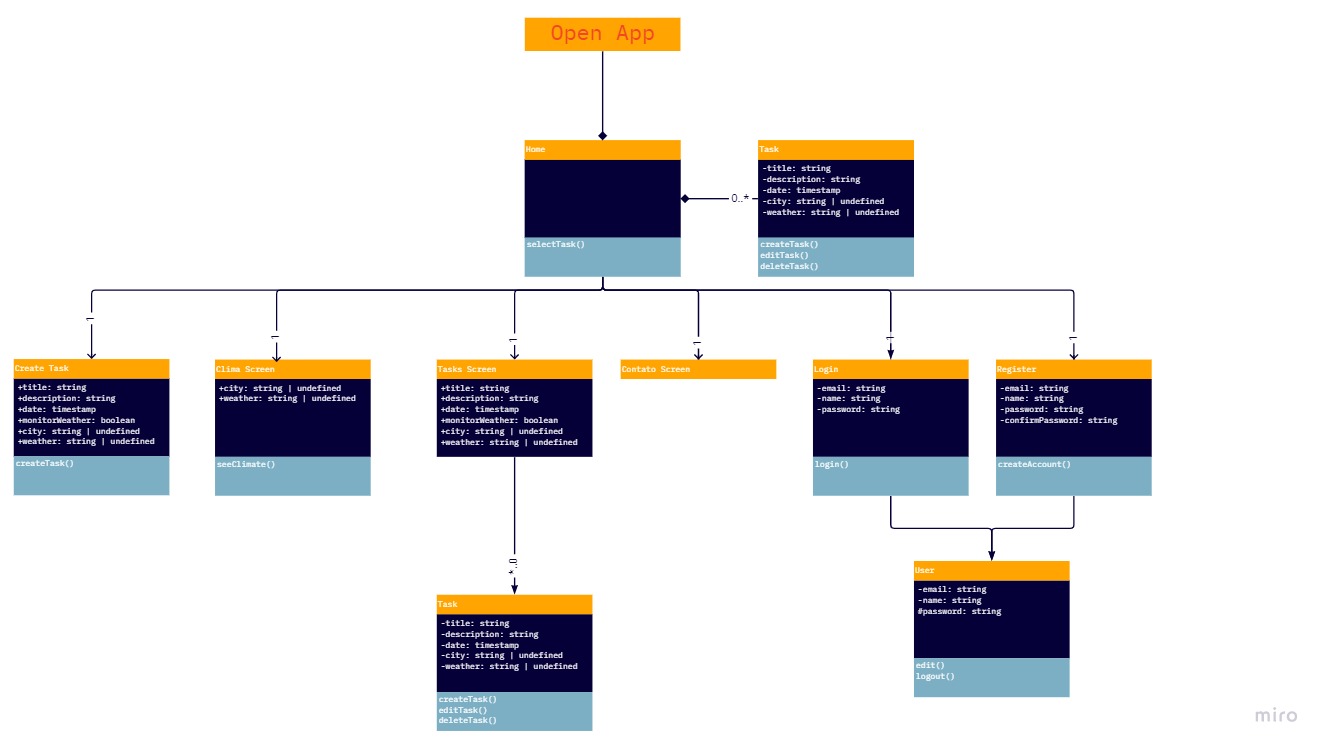 Open App
Home
selectTask()
0..*
Task
-title: string
-description: string
-date: timestamp
-city: string | undefined
-weather: string | undefined
createTask()
editTask()
deleteTask()
1
1
1
1
1
1
Create Task
+title: string
+description: string
+date: timestamp
+monitorWeather: boolean
+city: string | undefined
+weather: string | undefined
createTask()
Clima Screen
+city: string | undefined
+weather: string | undefined
seeClimate()
Tasks Screen
+title: string
+description: string
+date: timestamp
+monitorWeather: boolean
+city: string | undefined
+weather: string | undefined
Contato Screen
Login
-email: string
-name: string
-password: string
login()
Register
-email: string
-name: string
-password: string
-confirmPassword: string
createAccount()
*..0
Task
-title: string
-description: string
-date: timestamp
-city: string | undefined
-weather: string | undefined
createTask()
editTask()
deleteTask()
User
-email: string
-name: string
#password: string
edit()
logout()
miro